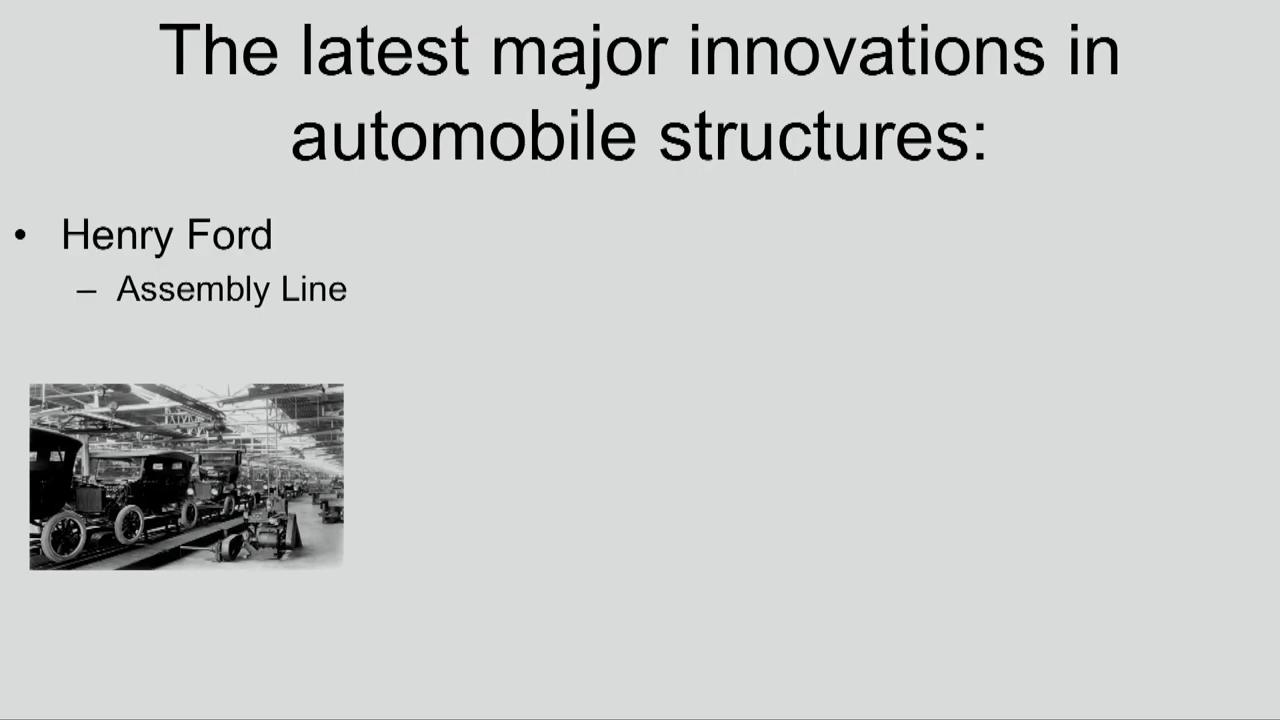 The latest major innovations in
automobile structures:
• Henry Ford
– Assembly Line